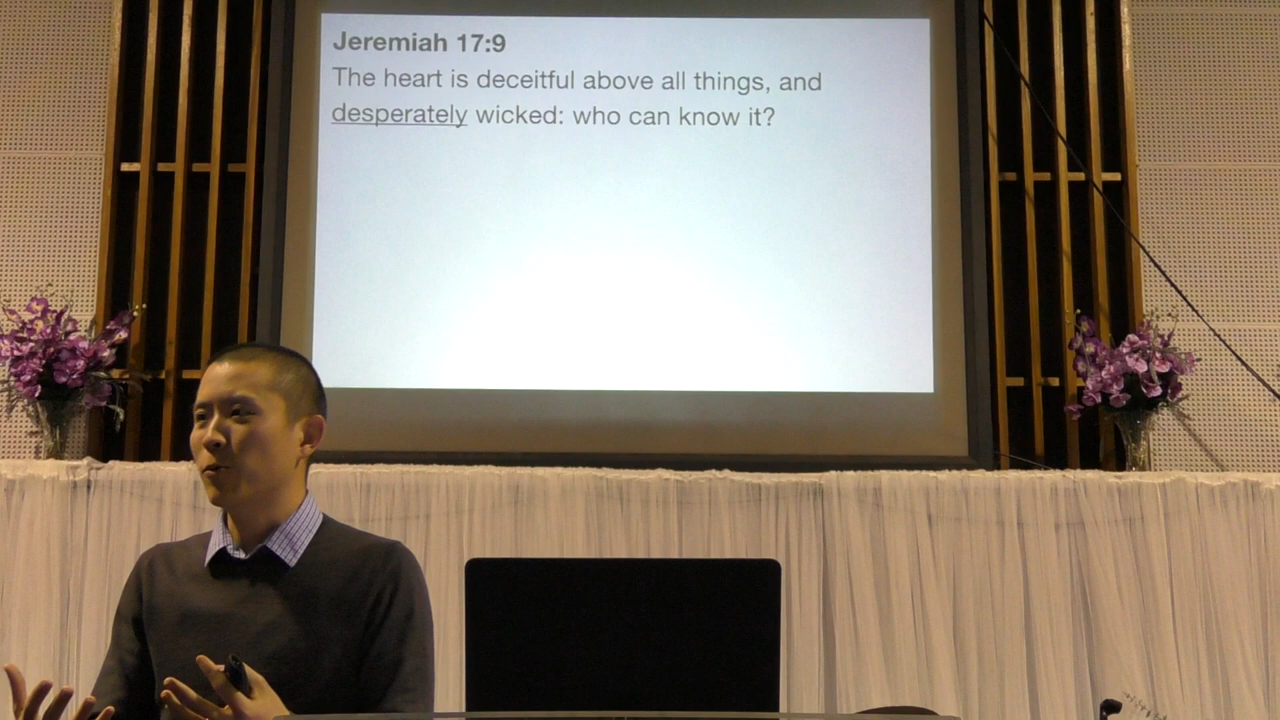 Jeremiah 17:9
The heart is deceitful above all things, and
desperately wicked: who can know it?